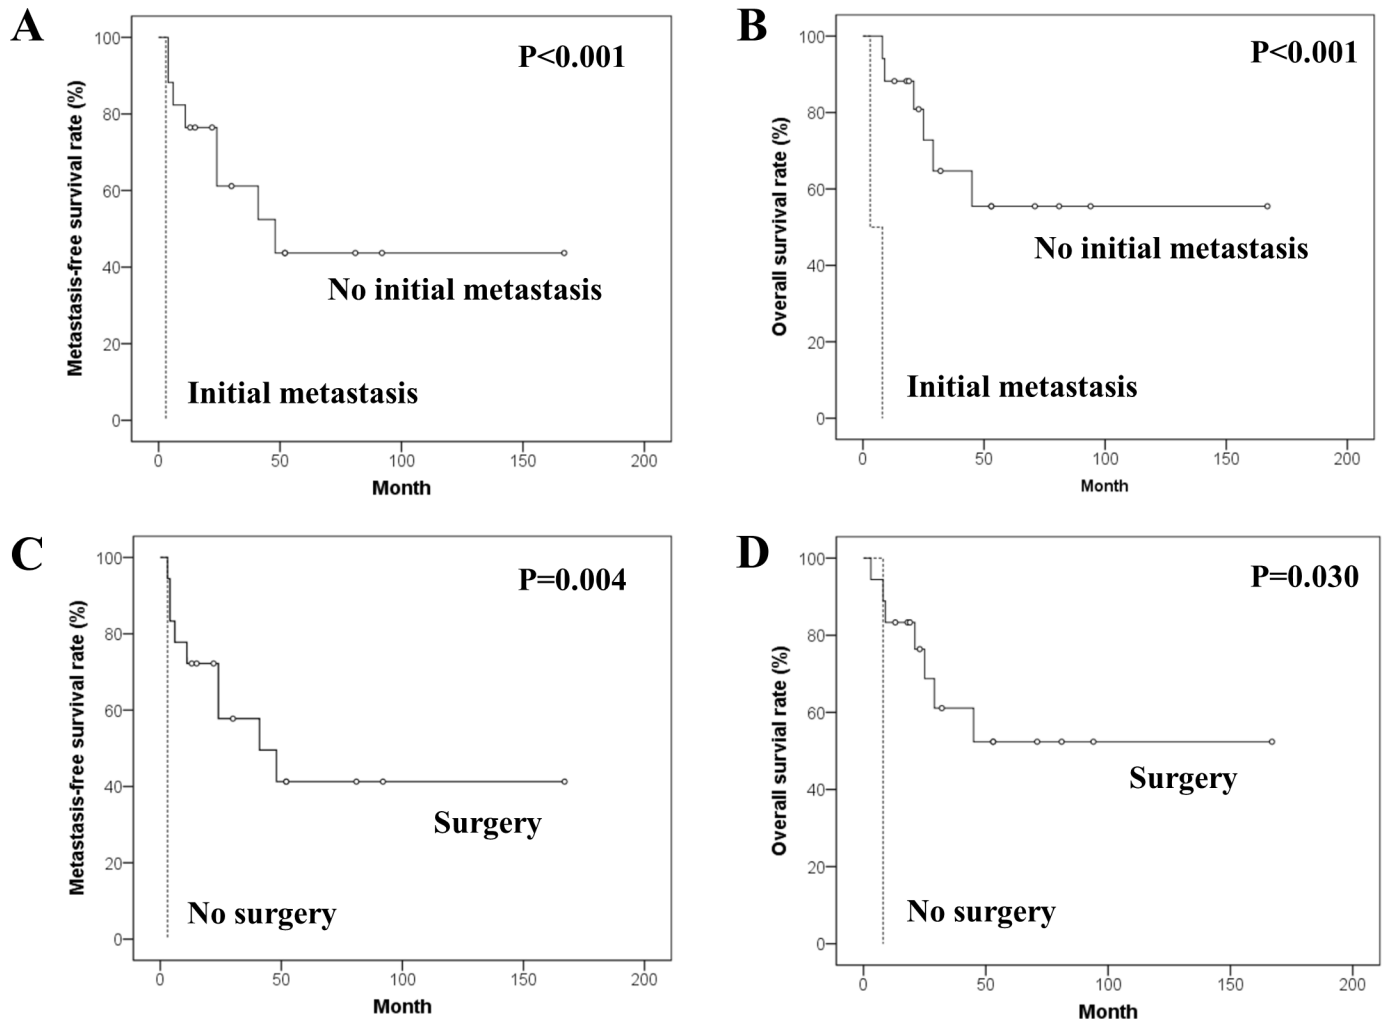 A
P<0.001
Metastasis-free survival rate (%)
100
80
60
40
20
0
No initial metastasis
Initial metastasis
0 50 100 150 200
Month
B
P<0.001
Overall survival rate (%)
100
80
60
40
20
0
No initial metastasis
Initial metastasis
0 50 100 150 200
Month
C
P=0.004
Metastasis-free survival rate (%)
100
80
60
40
20
0
Surgery
No surgery
0 50 100 150 200
Month
D
P=0.030
Overall survial rate (%)
100
80
60
40
20
0
Surgery
No surgery
0 50 100 150 200
Month